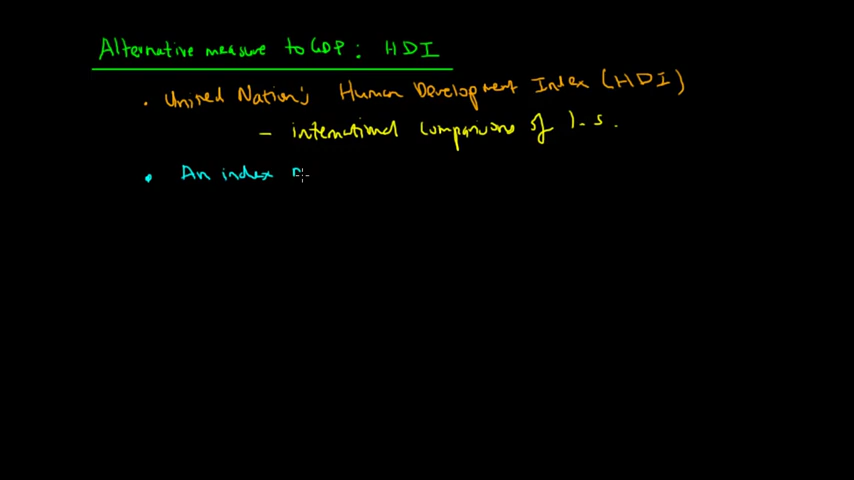 Alternative measure to GDP : HDI
• United Nation's Human Development Index (HDI)
– international comparisons of l.s.
• An index